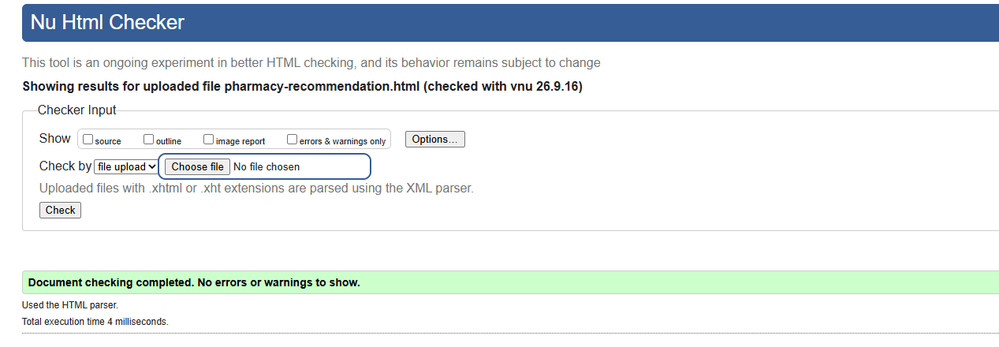 Nu Html Checker
This tool is an ongoing experiment in better HTML checking, and its behavior remains subject to change
Showing results for uploaded file pharmacy-recommendation.html (checked with vnu 26.9.16)
Checker Input
Show source outline image report errors & warnings only Options...
Check by file upload Choose file No file chosen
Uploaded files with .xhtml or .xht extensions are parsed using the XML parser.
Check
Document checking completed. No errors or warnings to show.
Used the HTML parser.
Total execution time 4 milliseconds.